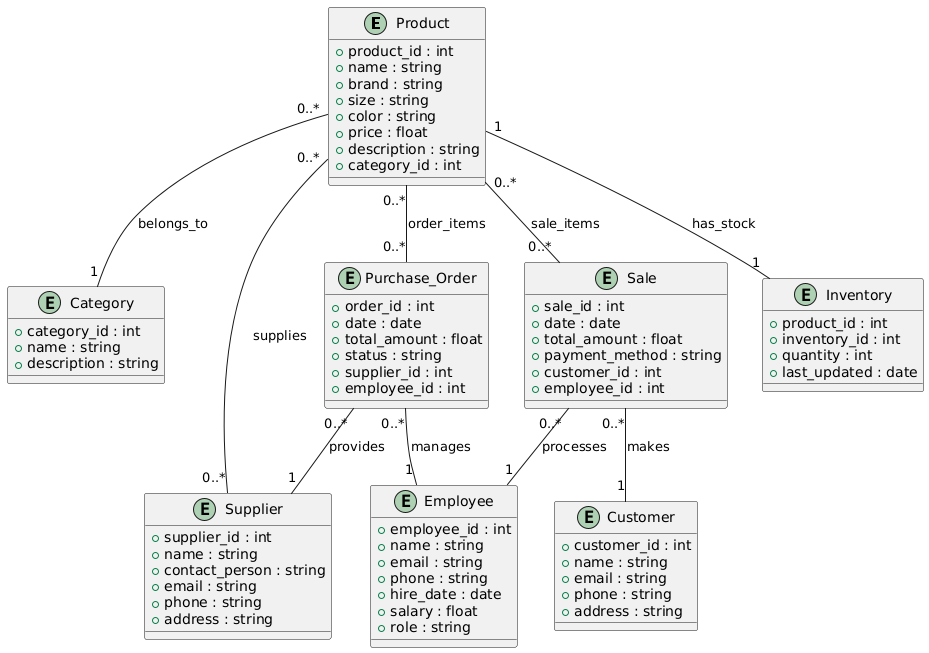 E Product
product_id : int
name : string
brand : string
size : string
color : string
price : float
description : string
category_id : int
0..*
0..*
1
0..*
0..*
belongs_to
order_items
sale_items
has_stock
1
0..*
0..*
1
E Category
category_id : int
name : string
description : string
supplies
E Purchase_Order
order_id : int
date : date
total_amount : float
status : string
supplier_id : int
employee_id : int
E Sale
sale_id : int
date : date
total_amount : float
payment_method : string
customer_id : int
employee_id : int
E Inventory
product_id : int
inventory_id : int
quantity : int
last_updated : date
0..*
0..*
0..*
0..*
provides
manages
processes
makes
0..*
1
1
1
1
E Supplier
supplier_id : int
name : string
contact_person : string
email : string
phone : string
address : string
E Employee
employee_id : int
name : string
email : string
phone : string
hire_date : date
salary : float
role : string
E Customer
customer_id : int
name : string
email : string
phone : string
address : string